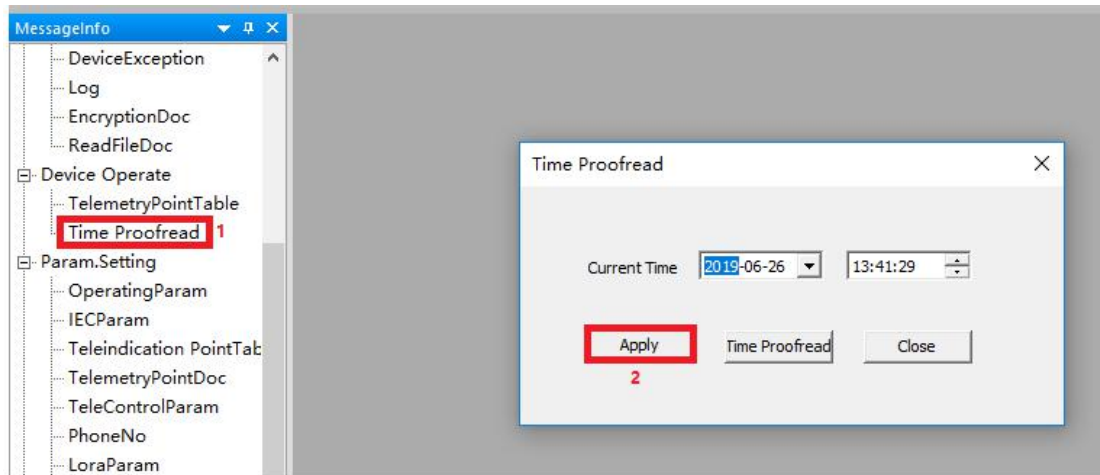 MessageInfo
DeviceException
Log
EncryptionDoc
ReadFileDoc
Device Operate
TelemetryPointTable
Time Proofread 1
Param.Setting
OperatingParam
IECParam
Teleindication PointTab
TelemetryPointDoc
TeleControlParam
PhoneNo
LoraParam
Time Proofread
Current Time 2019-06-26 13:41:29
Apply Time Proofread Close
2